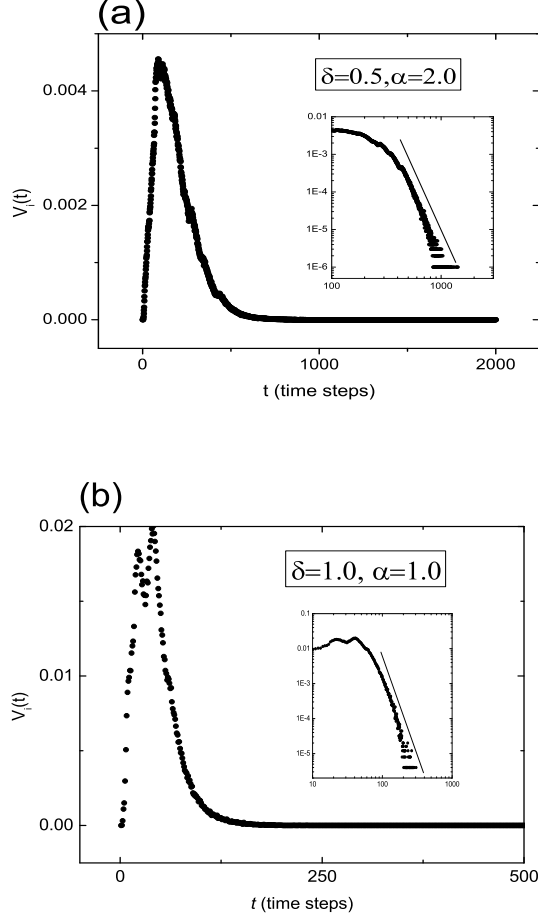 (a)
δ=0.5,α=2.0
0.004
0.002
0.000
V_i(t)
0.01
1E-3
1E-4
1E-5
1E-6
100
1000
0
1000
2000
t (time steps)
(b)
δ=1.0, α=1.0
0.02
0.01
0.00
V_i(t)
0.1
0.01
1E-3
1E-4
1E-5
10
100
1000
0
250
500
t (time steps)